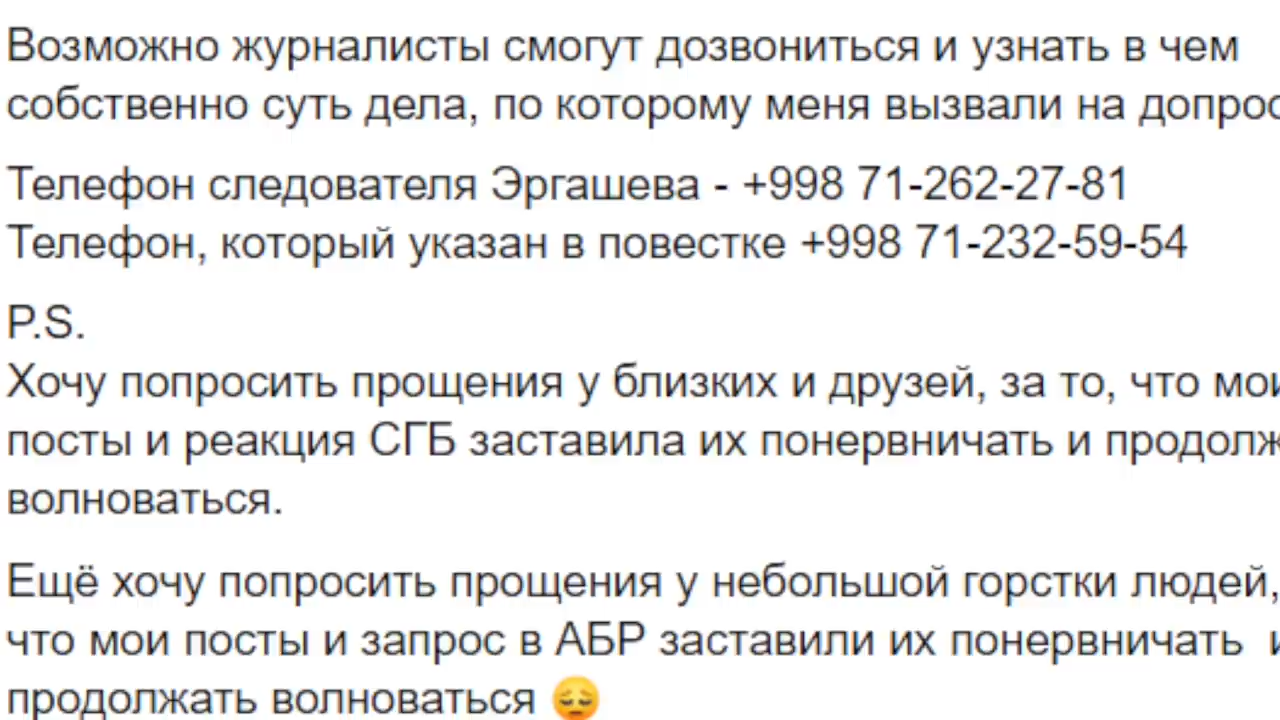 Возможно журналисты смогут дозвониться и узнать в чем
собственно суть дела, по которому меня вызвали на допрос
Телефон следователя Эргашева - +998 71-262-27-81
Телефон, который указан в повестке +998 71-232-59-54
P.S.
Хочу попросить прощения у близких и друзей, за то, что мои
посты и реакция СГБ заставила их понервничать и продолж
волноваться.
Ещё хочу попросить прощения у небольшой горстки людей,
что мои посты и запрос в АБР заставили их понервничать и
продолжать волноваться 😔